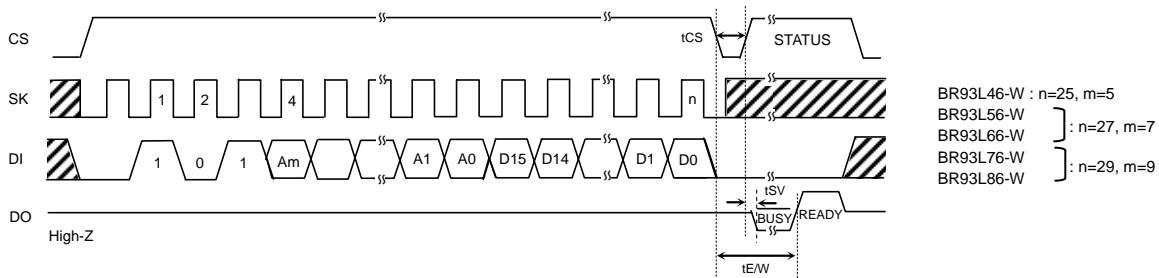 CS
tCS
STATUS
SK
1
2
4
n
DI
1
0
1
Am
A1
A0
D15
D14
D1
D0
tSV
DO
BUSY
READY
High-Z
tE/W
BR93L46-W : n=25, m=5
BR93L56-W
BR93L66-W
: n=27, m=7
BR93L76-W
BR93L86-W
: n=29, m=9